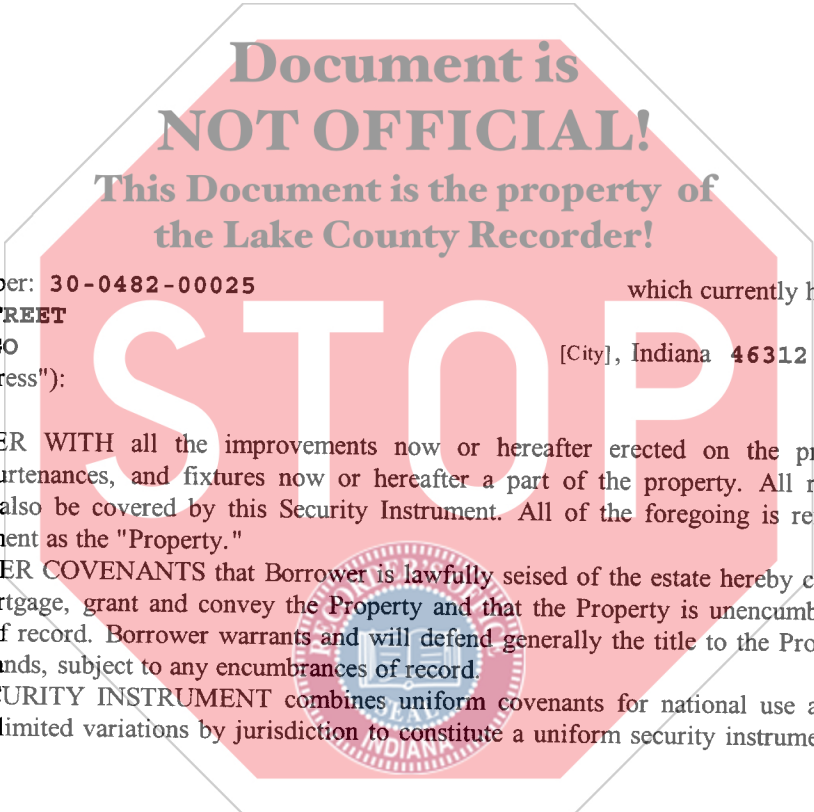 Document is
NOT OFFICIAL!
This Document is the property of
the Lake County Recorder!
ber: 30-0482-00025 which currently h
TREET
GO [City], Indiana 46312
ress"):
STOP
ER WITH all the improvements now or hereafter erected on the pr
urtenances, and fixtures now or hereafter a part of the property. All r
also be covered by this Security Instrument. All of the foregoing is re
ent as the "Property."
ER COVENANTS that Borrower is lawfully seised of the estate hereby c
rtgage, grant and convey the Property and that the Property is unencumb
f record. Borrower warrants and will defend generally the title to the Pro
ands, subject to any encumbrances of record.
CURITY INSTRUMENT combines uniform covenants for national use a
limited variations by jurisdiction to constitute a uniform security instrume
SEAL
INDIANA